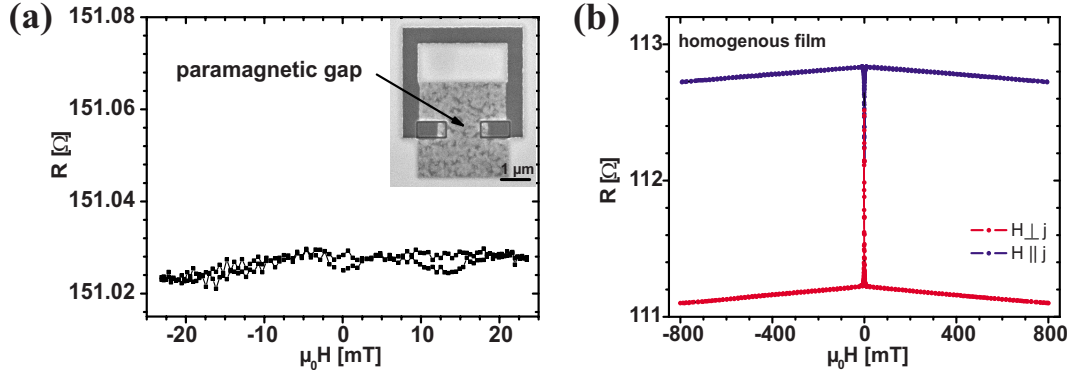 (a)
151.08
151.06
151.04
151.02
R [Ω]
paramagnetic gap
1 µm
-20 -10 0 10 20
µ₀H [mT]
(b)
113
112
111
R [Ω]
homogenous film
H ⊥ j
H || j
-800 -400 0 400 800
µ₀H [mT]